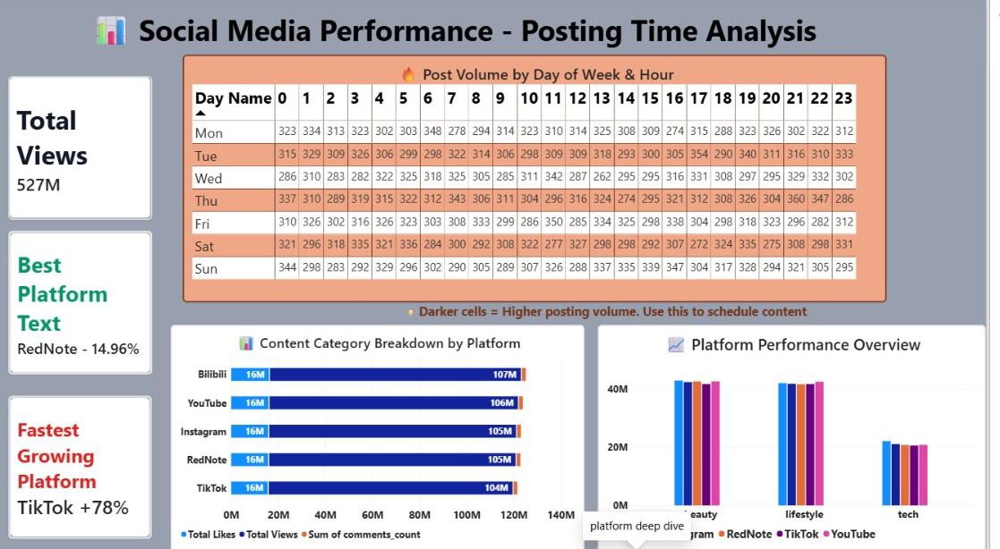 Social Media Performance - Posting Time Analysis
Total
Views
527M
Best
Platform
Text
RedNote - 14.96%
Fastest
Growing
Platform
TikTok +78%
Post Volume by Day of Week & Hour
Day Name 0 1 2 3 4 5 6 7 8 9 10 11 12 13 14 15 16 17 18 19 20 21 22 23
Mon 323 334 313 323 302 303 348 278 294 314 323 310 314 325 308 309 274 315 288 323 326 302 322 312
Tue 315 329 309 326 306 299 298 322 314 306 298 309 309 318 293 300 305 354 290 340 311 316 310 333
Wed 286 310 283 282 322 325 318 325 305 285 311 342 287 262 295 295 316 331 308 297 295 329 332 302
Thu 337 310 289 319 315 322 312 343 306 311 304 296 316 324 274 295 321 312 308 326 304 360 347 286
Fri 310 326 302 316 326 323 303 308 333 299 286 350 285 334 325 298 338 304 298 318 323 296 282 312
Sat 321 296 318 335 321 336 284 300 292 308 322 277 327 298 298 292 307 272 324 335 275 308 298 331
Sun 344 298 283 292 329 296 302 290 305 289 307 326 288 337 335 339 347 304 317 328 294 321 305 295
Darker cells = Higher posting volume. Use this to schedule content
Content Category Breakdown by Platform
Bilibili 16M 107M
YouTube 16M 106M
Instagram 16M 105M
RedNote 16M 105M
TikTok 16M 104M
0M 20M 40M 60M 80M 100M 120M 140M
Total Likes Total Views Sum of comments_count
Platform Performance Overview
40M
20M
0M
eauty lifestyle tech
platform deep dive
gram RedNote TikTok YouTube